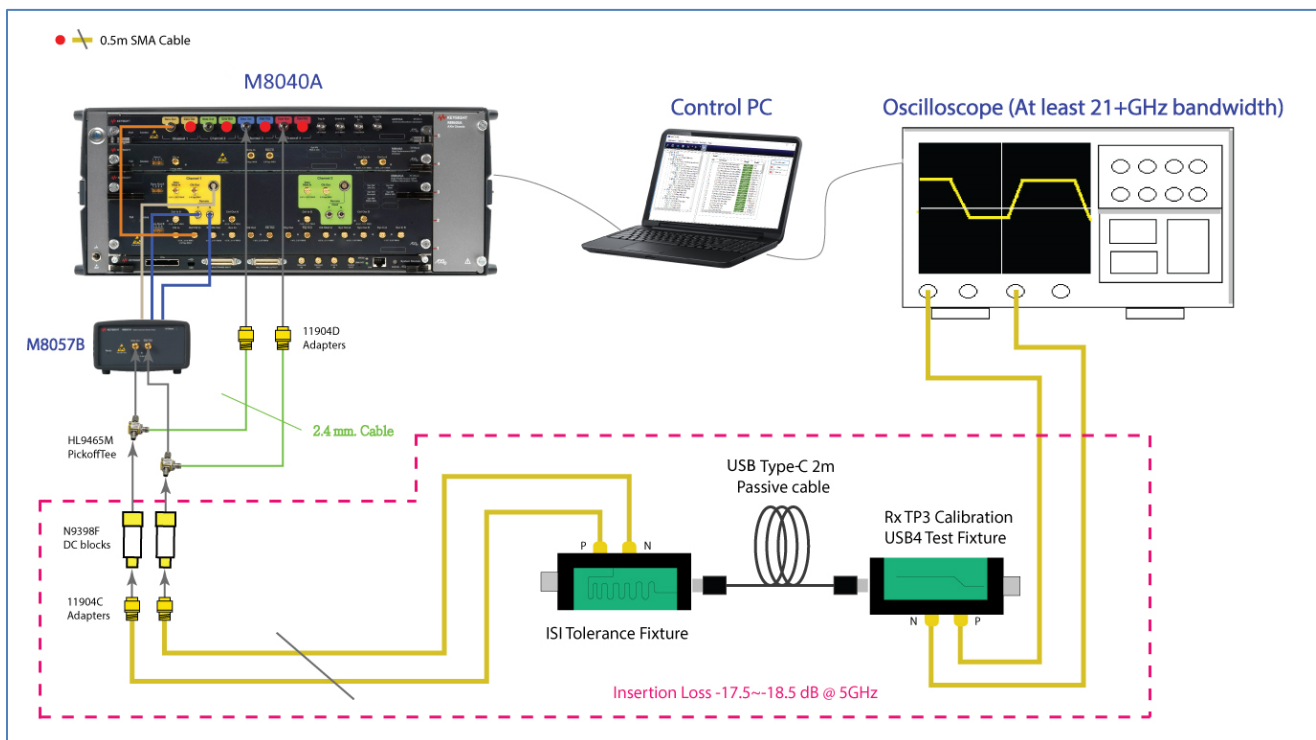 0.5m SMA Cable
M8040A
Control PC
Oscilloscope (At least 21+GHz bandwidth)
KEYSIGHT
M8057B
11904D
Adapters
2.4 mm. Cable
HL9465M
PickoffTee
N9398F
DC blocks
11904C
Adapters
USB Type-C 2m
Passive cable
Rx TP3 Calibration
USB4 Test Fixture
P
N
N
P
ISI Tolerance Fixture
Insertion Loss -17.5~-18.5 dB @ 5GHz